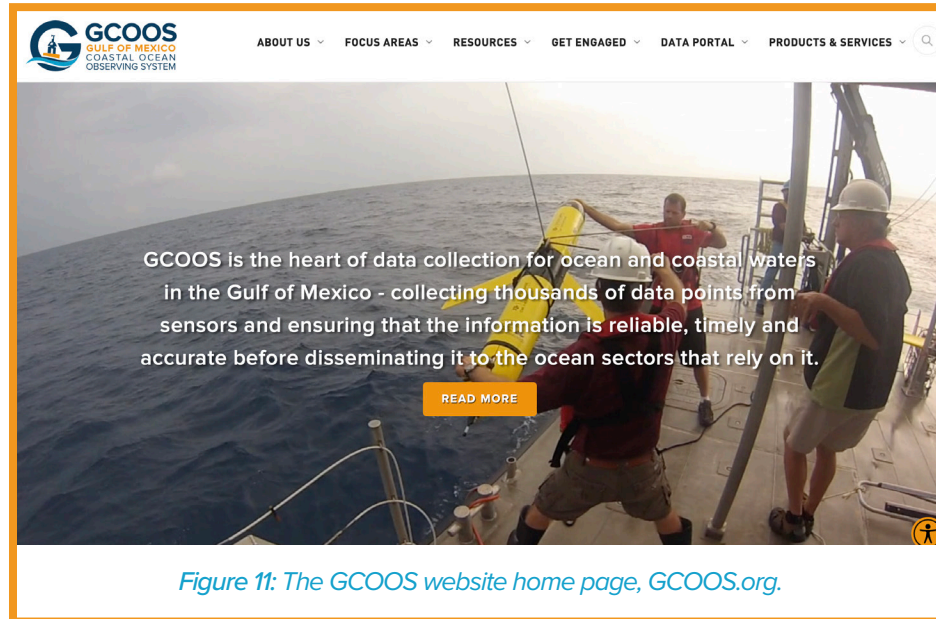 GCOOS
GULF OF MEXICO
COASTAL OCEAN
OBSERVING SYSTEM
ABOUT US
FOCUS AREAS
RESOURCES
GET ENGAGED
DATA PORTAL
PRODUCTS & SERVICES
GCOOS is the heart of data collection for ocean and coastal waters
in the Gulf of Mexico - collecting thousands of data points from
sensors and ensuring that the information is reliable, timely and
accurate before disseminating it to the ocean sectors that rely on it.
READ MORE
Figure 11: The GCOOS website home page, GCOOS.org.